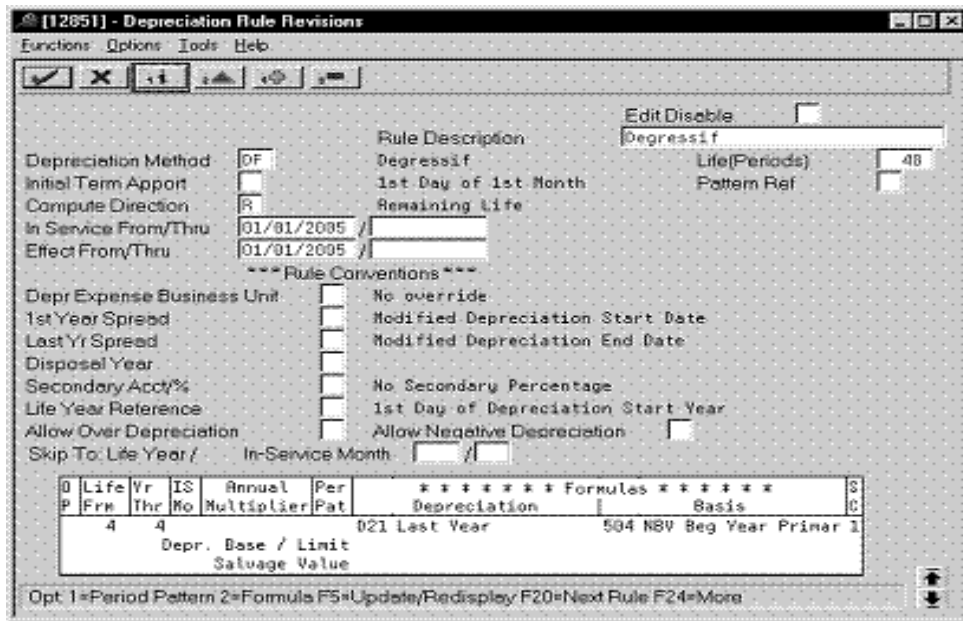 [12851] - Depreciation Rule Revisions
Functions Options Tools Help
Edit Disable
Rule Description Degressif
Depreciation Method DF Degressif Life(Periods) 48
Initial Term Apport 1st Day of 1st Month Pattern Ref
Compute Direction R Remaining Life
In Service From/Thru 01/01/2005 /
Effect From/Thru 01/01/2005 /
*** Rule Conventions ***
Depr Expense Business Unit No override
1st Year Spread Modified Depreciation Start Date
Last Yr Spread Modified Depreciation End Date
Disposal Year
Secondary Acct/% No Secondary Percentage
Life Year Reference 1st Day of Depreciation Start Year
Allow Over Depreciation Allow Negative Depreciation
Skip To: Life Year / In-Service Month /
O Life Yr IS Annual Per * * * * * * * Formulas * * * * * * S
P Frm Thr Mo Multiplier Pat Depreciation Basis C
4 4 D21 Last Year 504 NBV Beg Year Primar 1
Depr. Base / Limit
Salvage Value
Opt: 1=Period Pattern 2=Formula F5=Update/Redisplay F20=Next Rule F24=More